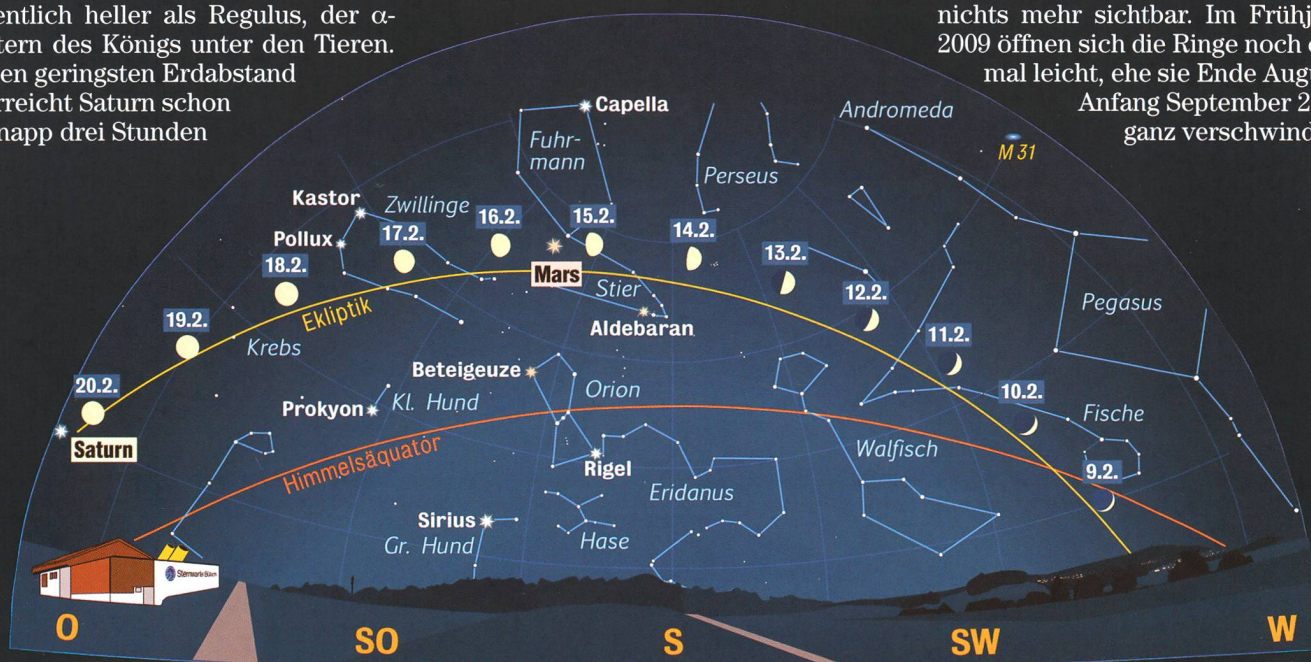 entlich heller als Regulus, der α-
tern des Königs unter den Tieren.
en geringsten Erdabstand
rreicht Saturn schon
napp drei Stunden
nichts mehr sichtbar. Im Frühj
2009 öffnen sich die Ringe noch
mal leicht, ehe sie Ende Augu
Anfang September 2
ganz verschwind
Capella
Fuhr-
mann
Perseus
Andromeda
M 31
Kastor
Zwillinge
Pollux
16.2.
15.2.
14.2.
17.2.
18.2.
13.2.
12.2.
11.2.
10.2.
9.2.
19.2.
20.2.
Mars
Stier
Aldebaran
Pegasus
Ekliptik
Krebs
Beteigeuze
Orion
Prokyon
Kl. Hund
Fische
Saturn
Himmelsäquator
Rigel
Walfisch
Eridanus
Sirius
Gr. Hund
Hase
Sternwarte Bülach
O
SO
S
SW
W